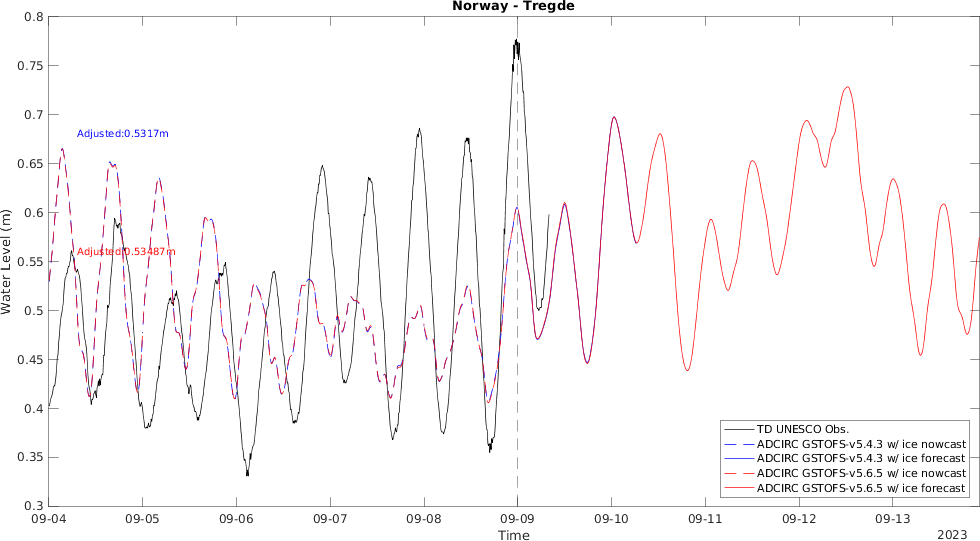 Norway - Tregde
0.8
0.75
0.7
0.65
0.6
0.55
0.5
0.45
0.4
0.35
0.3
Water Level (m)
Adjusted:0.5317m
Adjusted:0.53487m
TD UNESCO Obs.
ADCIRC GSTOFS-v5.4.3 w/ ice nowcast
ADCIRC GSTOFS-v5.4.3 w/ ice forecast
ADCIRC GSTOFS-v5.6.5 w/ ice nowcast
ADCIRC GSTOFS-v5.6.5 w/ ice forecast
09-04 09-05 09-06 09-07 09-08 09-09 09-10 09-11 09-12 09-13
Time
2023